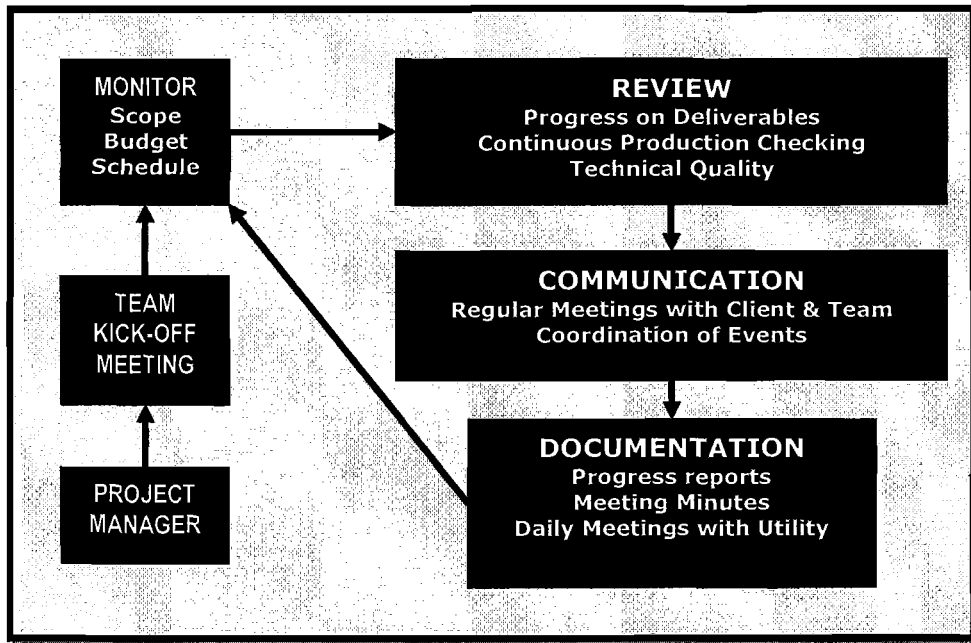 MONITOR
Scope
Budget
Schedule
REVIEW
Progress on Deliverables
Continuous Production Checking
Technical Quality
TEAM
KICK-OFF
MEETING
COMMUNICATION
Regular Meetings with Client & Team
Coordination of Events
PROJECT
MANAGER
DOCUMENTATION
Progress reports
Meeting Minutes
Daily Meetings with Utility